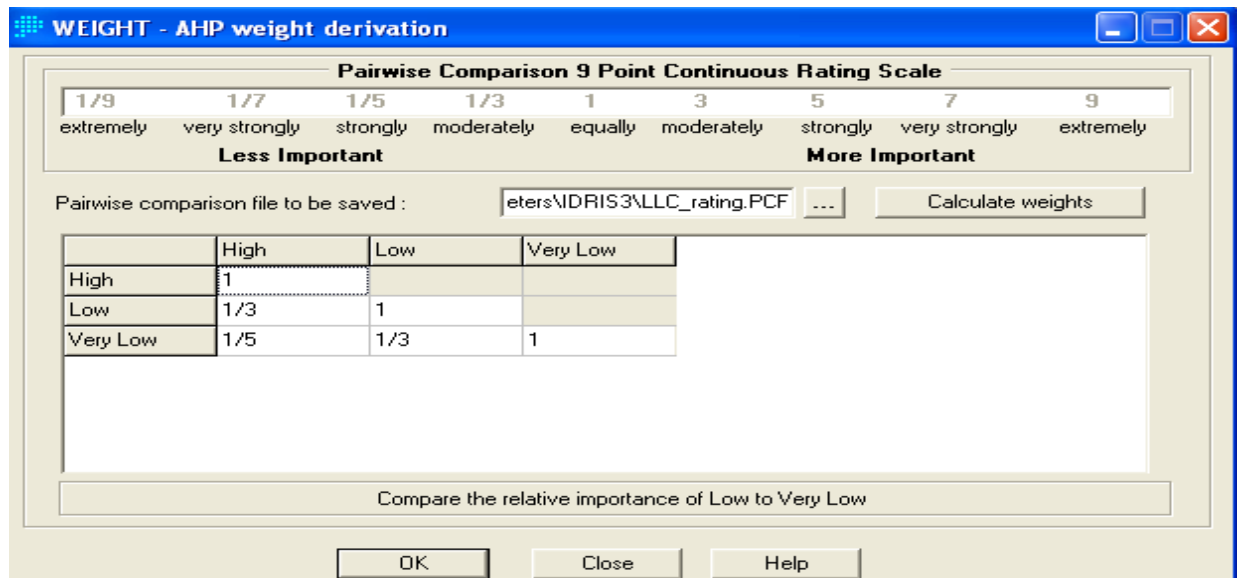 WEIGHT - AHP weight derivation
Pairwise Comparison 9 Point Continuous Rating Scale
1/9 1/7 1/5 1/3 1 3 5 7 9
extremely very strongly strongly moderately equally moderately strongly very strongly extremely
Less Important More Important
Pairwise comparison file to be saved : eters\IDRIS3\LLC_rating.PCF ... Calculate weights
High Low Very Low
High 1
Low 1/3 1
Very Low 1/5 1/3 1
Compare the relative importance of Low to Very Low
OK Close Help